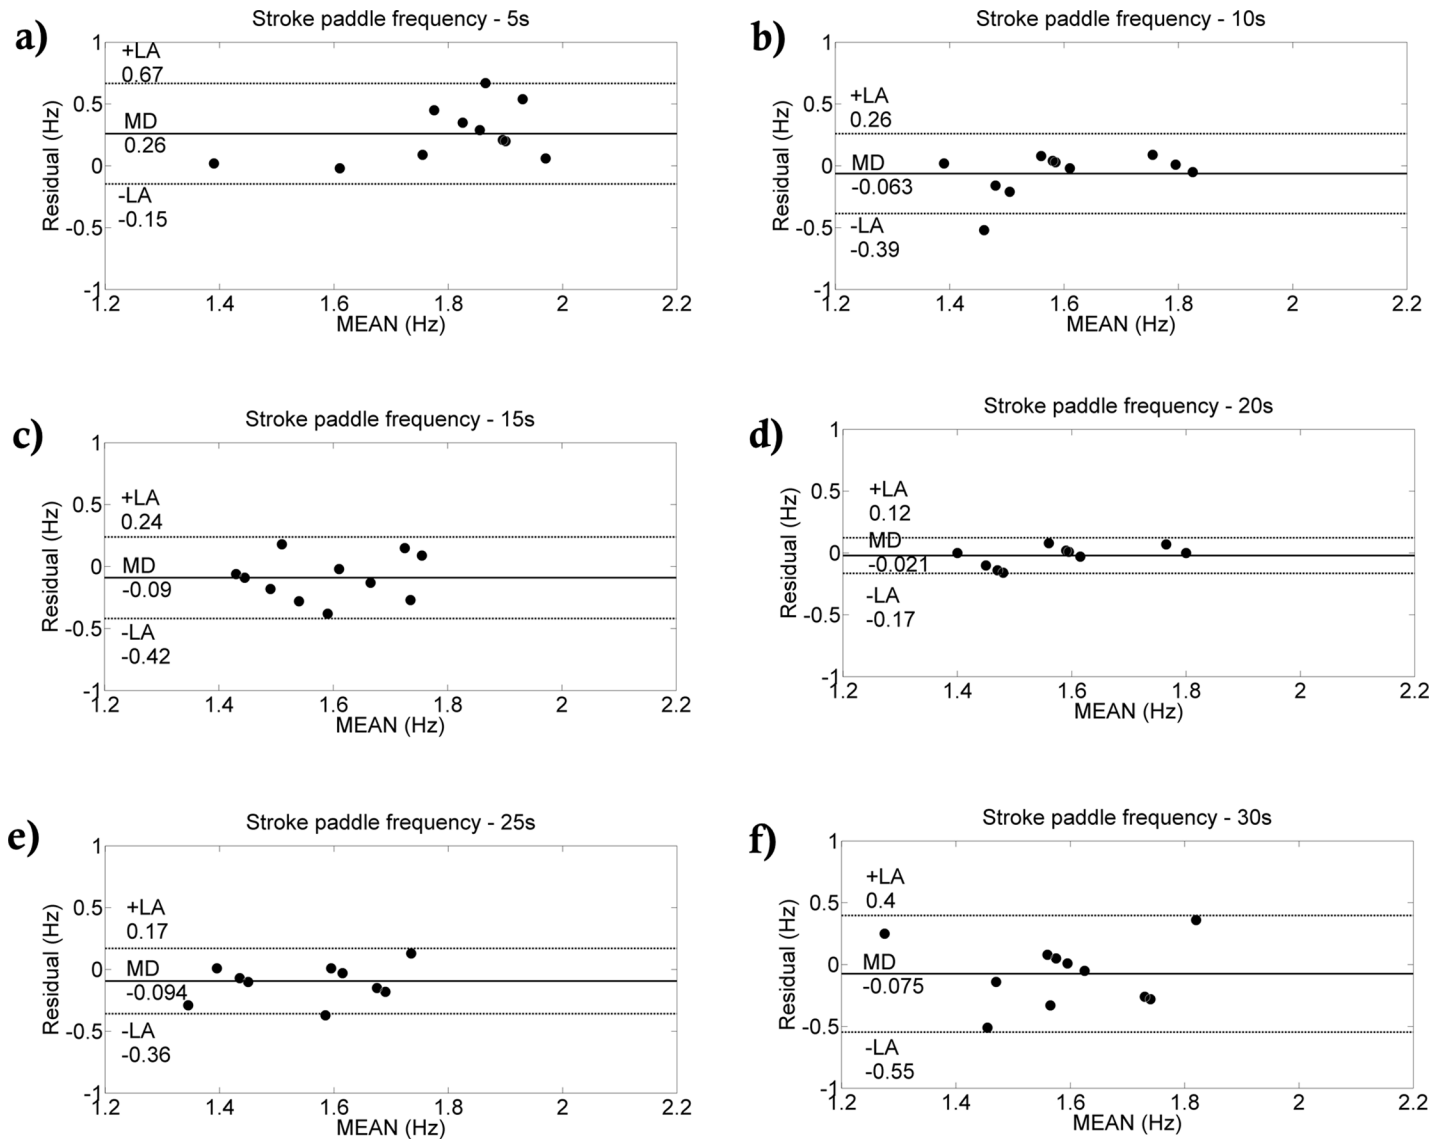 a)
Stroke paddle frequency - 5s
1
+LA
0.67
0.5
MD
0.26
0
-LA
-0.15
-0.5
-1
Residual (Hz)
1.2 1.4 1.6 1.8 2 2.2
MEAN (Hz)
b)
Stroke paddle frequency - 10s
1
0.5
+LA
0.26
0
MD
-0.063
-0.5
-LA
-0.39
-1
Residual (Hz)
1.2 1.4 1.6 1.8 2 2.2
MEAN (Hz)
c)
Stroke paddle frequency - 15s
1
0.5
+LA
0.24
0
MD
-0.09
-0.5
-LA
-0.42
-1
Residual (Hz)
1.2 1.4 1.6 1.8 2 2.2
MEAN (Hz)
d)
Stroke paddle frequency - 20s
1
0.5
+LA
0.12
0
MD
-0.021
-0.5
-LA
-0.17
-1
Residual (Hz)
1.2 1.4 1.6 1.8 2 2.2
MEAN (Hz)
e)
Stroke paddle frequency - 25s
1
0.5
+LA
0.17
0
MD
-0.094
-0.5
-LA
-0.36
-1
Residual (Hz)
1.2 1.4 1.6 1.8 2 2.2
MEAN (Hz)
f)
Stroke paddle frequency - 30s
1
+LA
0.4
0.5
0
MD
-0.075
-0.5
-LA
-0.55
-1
Residual (Hz)
1.2 1.4 1.6 1.8 2 2.2
MEAN (Hz)